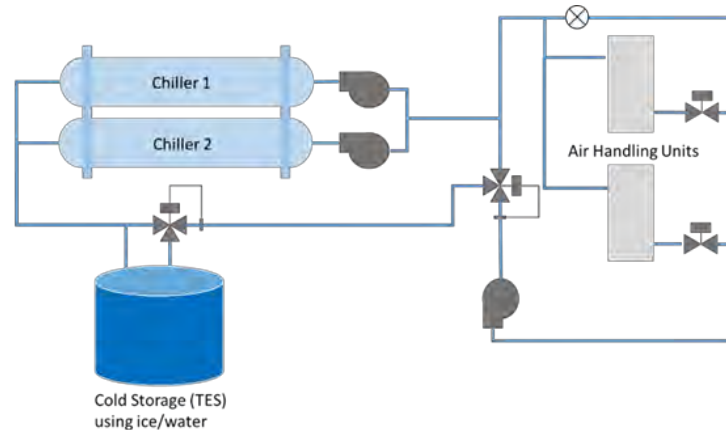 Chiller 1
Chiller 2
Air Handling Units
Cold Storage (TES)
using ice/water